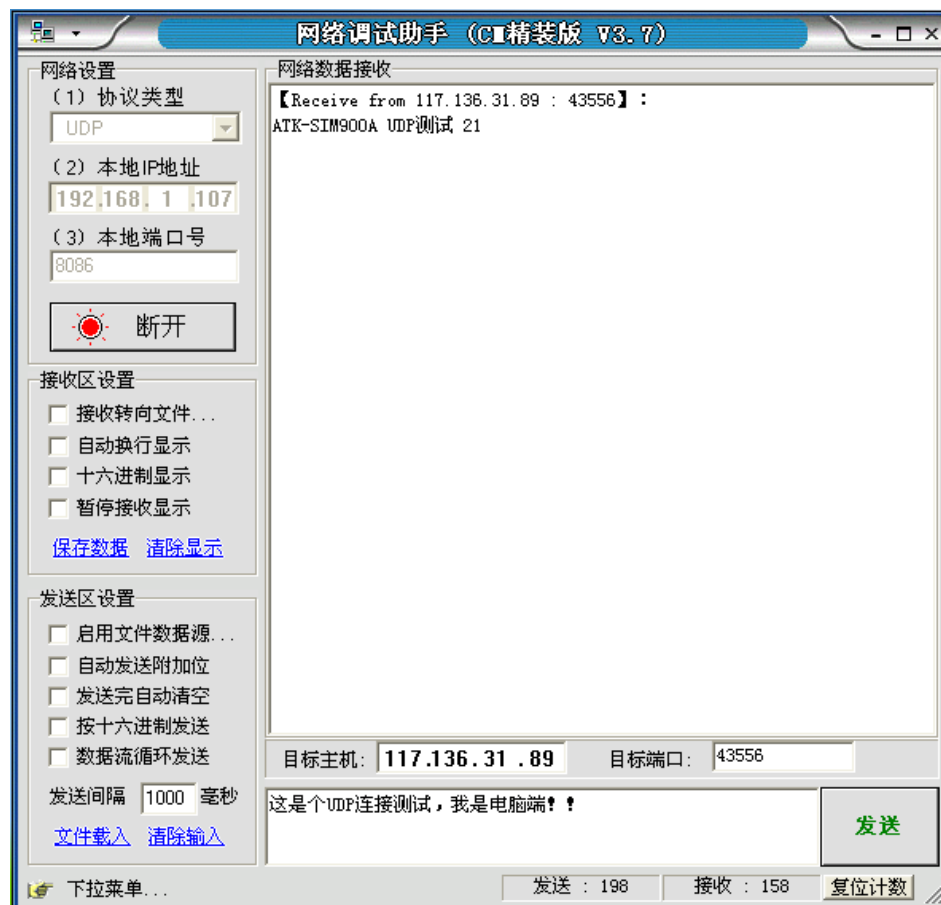 网络调试助手 (CⅢ精装版 V3.7)
网络设置
(1) 协议类型
UDP
(2) 本地IP地址
192.168. 1 .107
(3) 本地端口号
8086
断开
接收区设置
接收转向文件...
自动换行显示
十六进制显示
暂停接收显示
保存数据 清除显示
发送区设置
启用文件数据源...
自动发送附加位
发送完自动清空
按十六进制发送
数据流循环发送
发送间隔 1000 毫秒
文件载入 清除输入
网络数据接收
【Receive from 117.136.31.89 : 43556】:
ATK-SIM900A UDP测试 21
目标主机: 117.136.31 .89 目标端口: 43556
这是个UDP连接测试，我是电脑端！！
发送
下拉菜单... 发送 : 198 接收 : 158 复位计数